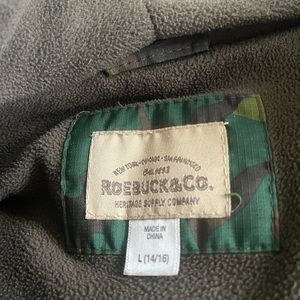 NEW YORK • CHICAGO • SAN FRANCISCO
Est. 1893
ROEBUCK & CO.
HERITAGE SUPPLY COMPANY
MADE IN
CHINA
L (14/16)